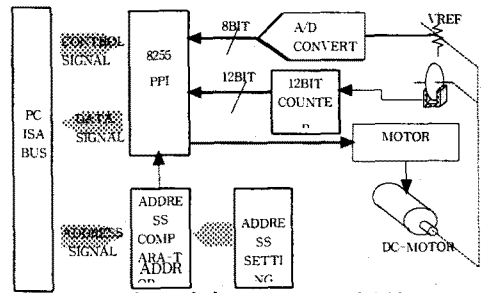 PC
ISA
BUS
CONTROL
SIGNAL
DATA
SIGNAL
ADDRESS
SIGNAL
8255
PPI
8BIT
12BIT
A/D
CONVERT
12BIT
COUNTE
VREF
MOTOR
DC-MOTOR
ADDRE
SS
COMP
ARA-T
ADDRE
SS
SETTI
NG